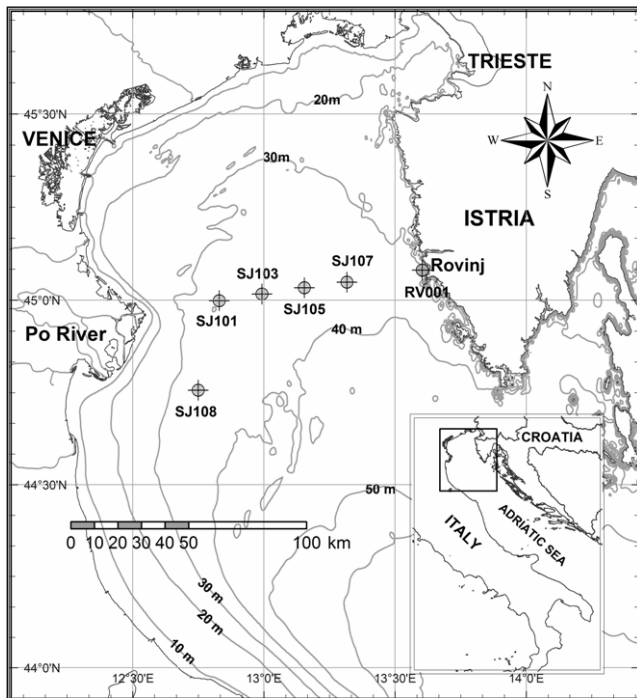 TRIESTE
45°30'N
20m
VENICE
N
W
E
S
30m
ISTRIA
SJ107
Rovinj
SJ103
RV001
SJ105
45°0'N
SJ101
Po River
40 m
SJ108
CROATIA
50 m
44°30'N
ADRIATIC SEA
ITALY
0 10 20 30 40 50
100 km
30 m
20 m
10 m
44°0'N
12°30'E
13°0'E
13°30'E
14°0'E